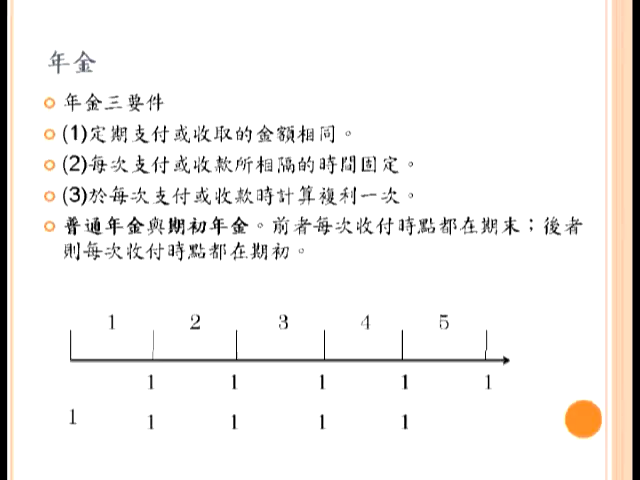 年金
年金三要件
(1)定期支付或收取的金額相同。
(2)每次支付或收款所相隔的時間固定。
(3)於每次支付或收款時計算複利一次。
普通年金與期初年金。前者每次收付時點都在期末；後者
則每次收付時點都在期初。
1 2 3 4 5
1 1 1 1 1
1 1 1 1 1